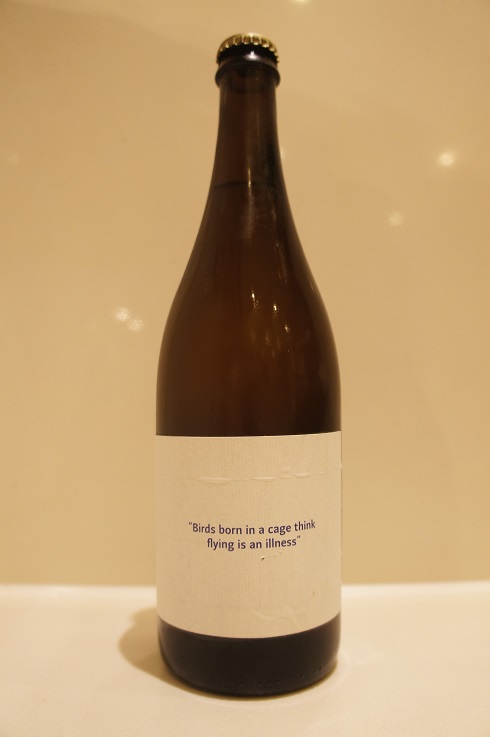 “Birds born in a cage think
flying is an illness”